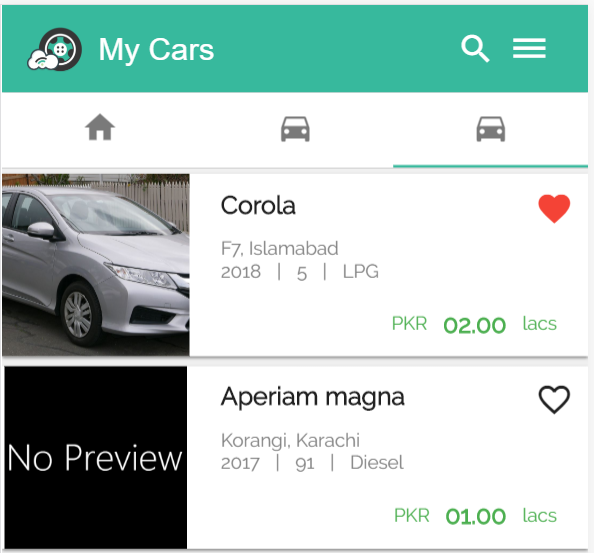 My Cars
Corola
F7, Islamabad
2018 | 5 | LPG
PKR 02.00 lacs
No Preview
Aperiam magna
Korangi, Karachi
2017 | 91 | Diesel
PKR 01.00 lacs